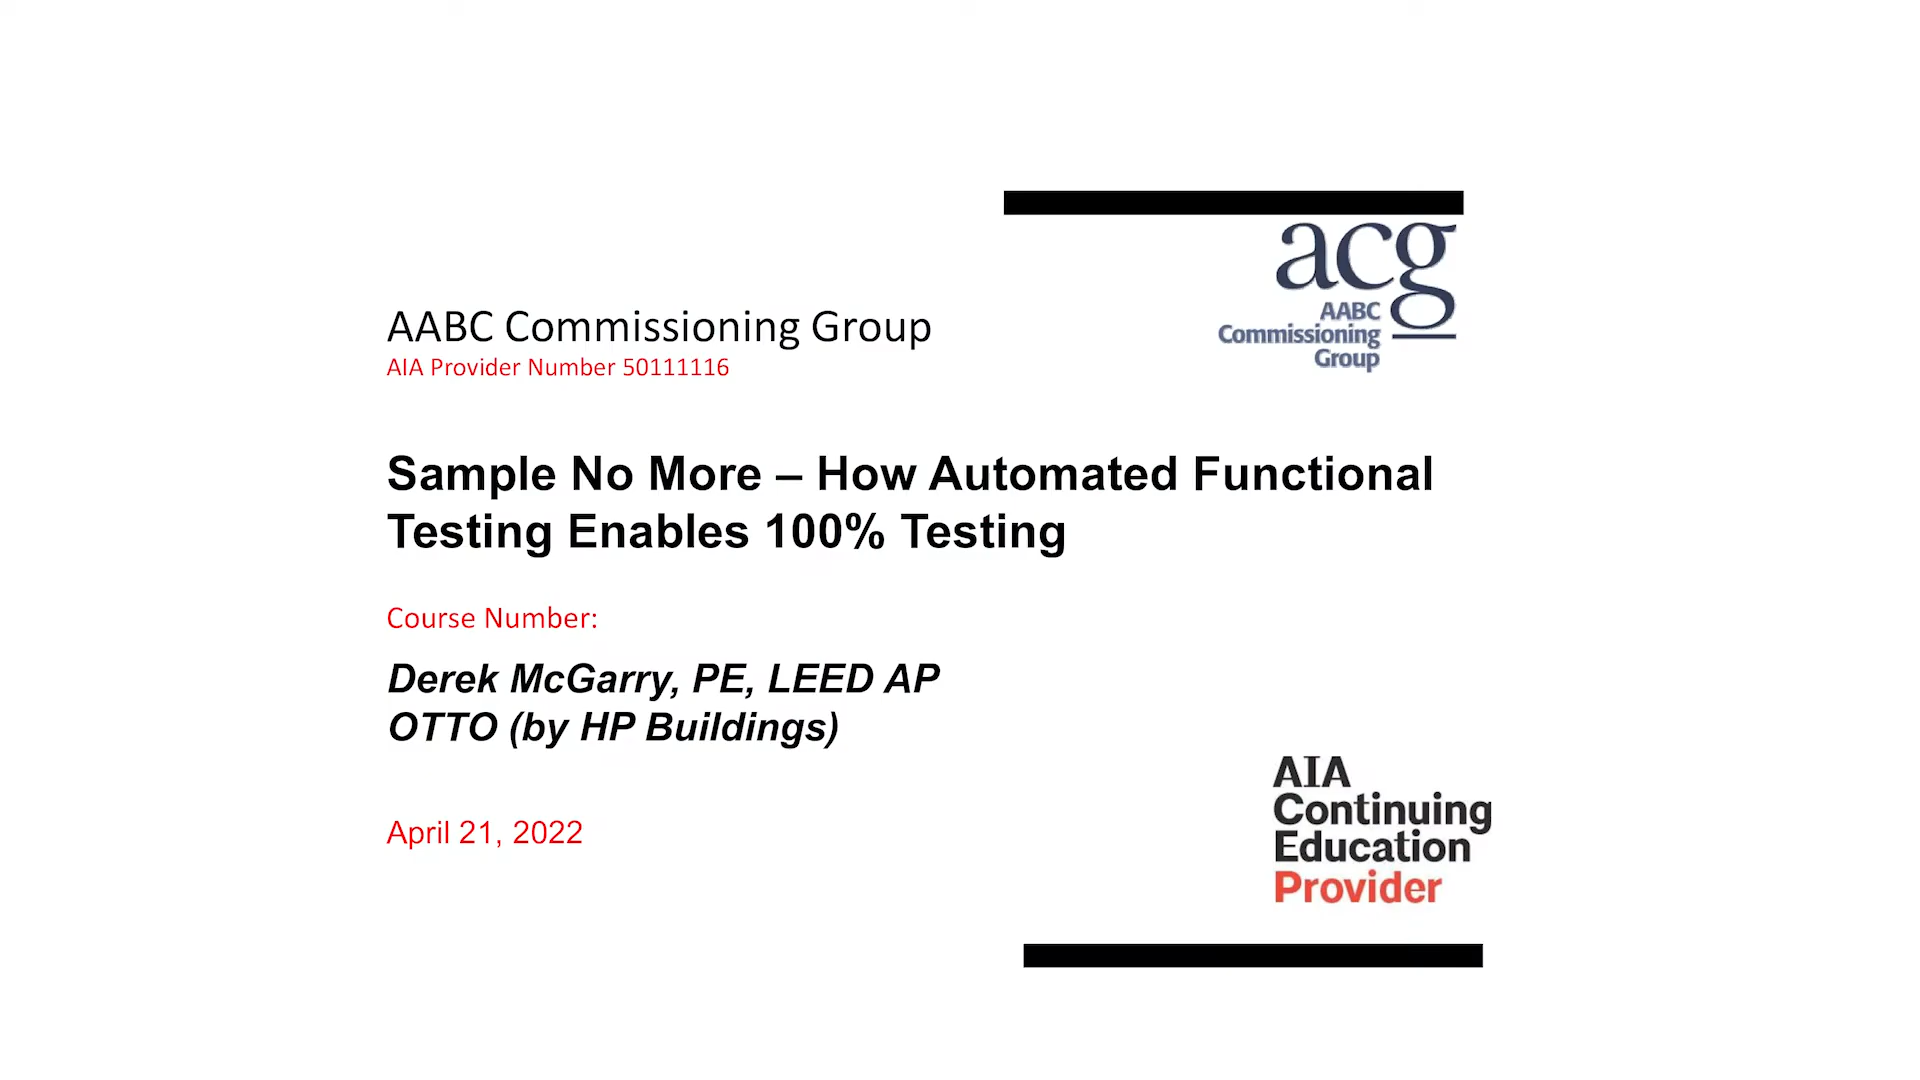 acg
AABC
Commissioning
Group
AABC Commissioning Group
AIA Provider Number 50111116
Sample No More – How Automated Functional
Testing Enables 100% Testing
Course Number:
Derek McGarry, PE, LEED AP
OTTO (by HP Buildings)
April 21, 2022
AIA
Continuing
Education
Provider